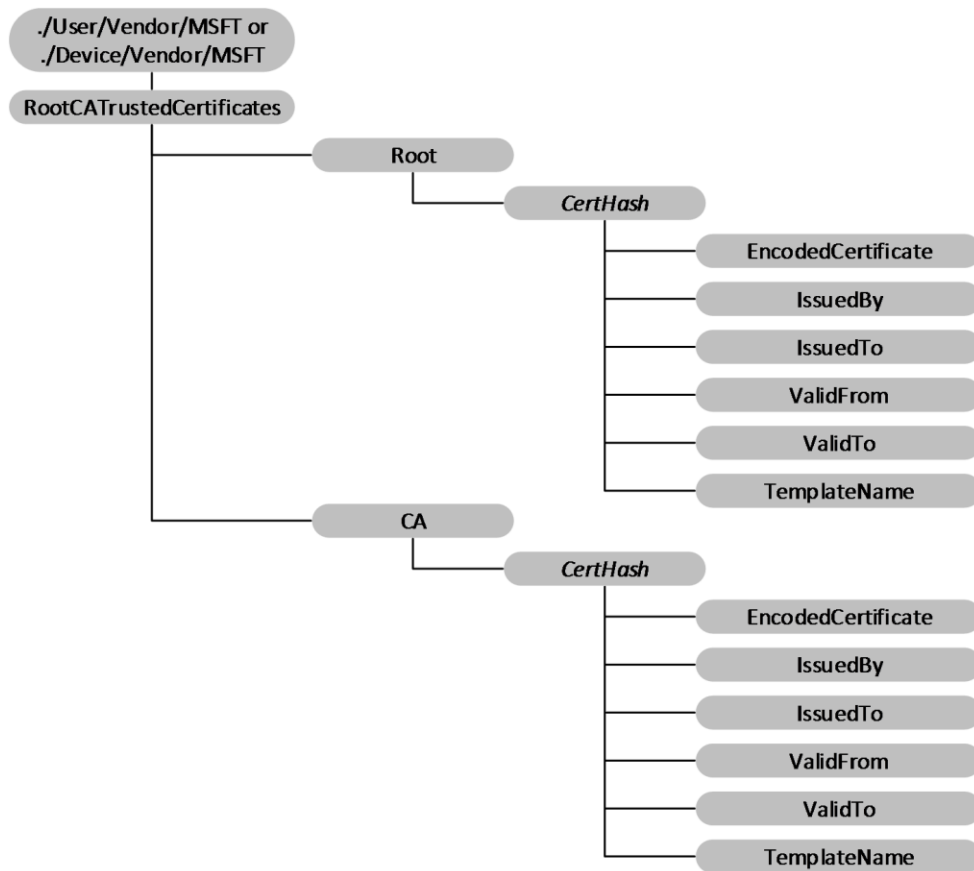 ./User/Vendor/MSFT or
./Device/Vendor/MSFT
RootCATrustedCertificates
Root
CertHash
EncodedCertificate
IssuedBy
IssuedTo
ValidFrom
ValidTo
TemplateName
CA
CertHash
EncodedCertificate
IssuedBy
IssuedTo
ValidFrom
ValidTo
TemplateName